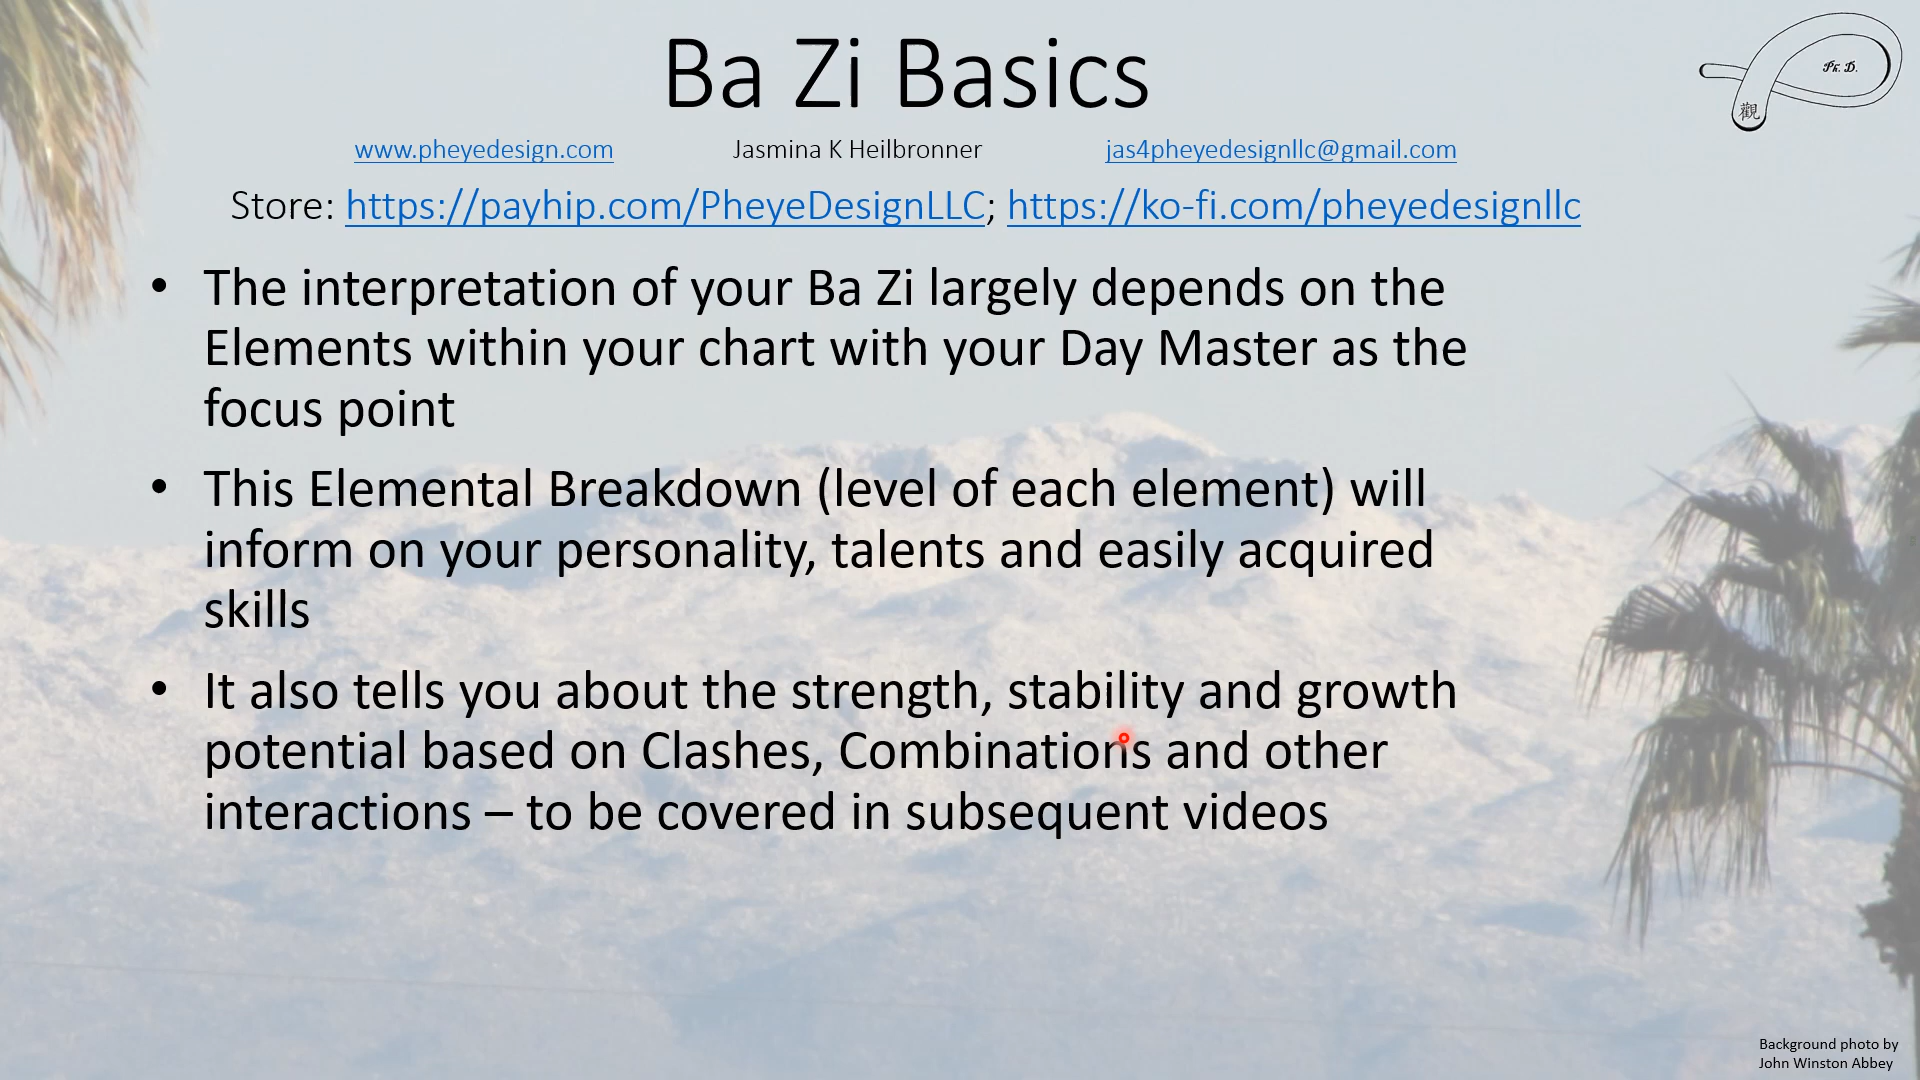 Ba Zi Basics
Ph. D.
觀
www.pheyedesign.com Jasmina K Heilbronner jas4pheyedesignllc@gmail.com
Store: https://payhip.com/PheyeDesignLLC; https://ko-fi.com/pheyedesignllc
• The interpretation of your Ba Zi largely depends on the
Elements within your chart with your Day Master as the
focus point
• This Elemental Breakdown (level of each element) will
inform on your personality, talents and easily acquired
skills
• It also tells you about the strength, stability and growth
potential based on Clashes, Combinations and other
interactions – to be covered in subsequent videos
Background photo by
John Winston Abbey